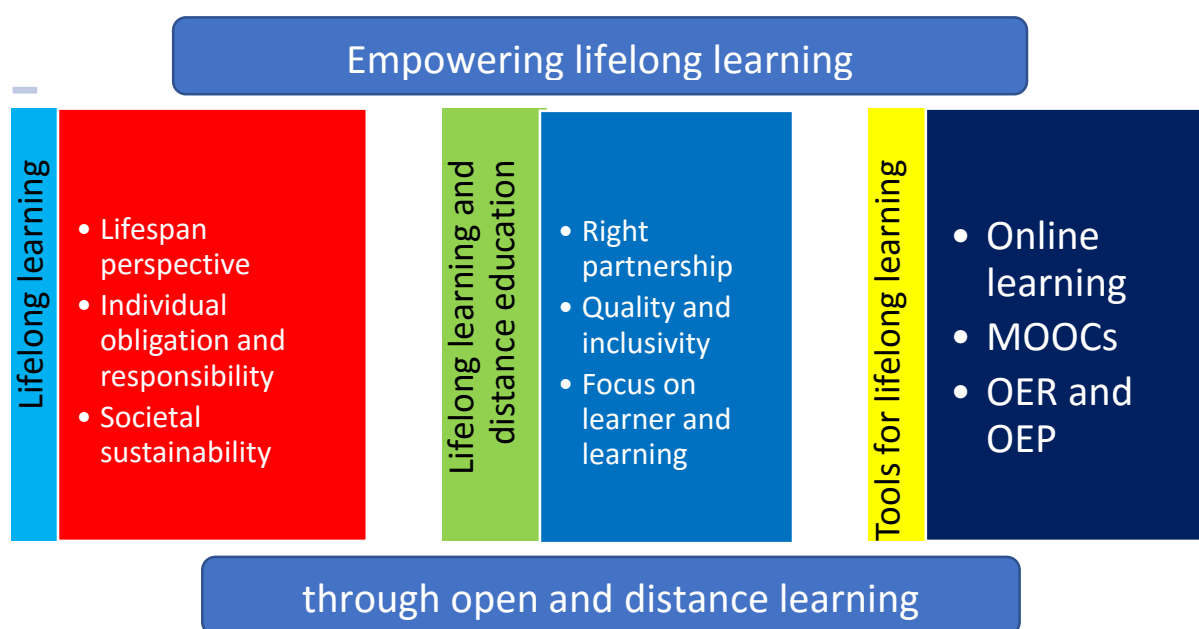 Empowering lifelong learning
Lifelong learning
• Lifespan
perspective
• Individual
obligation and
responsibility
• Societal
sustainability
Lifelong learning and
distance education
• Right
partnership
• Quality and
inclusivity
• Focus on
learner and
learning
Tools for lifelong learning
• Online
learning
• MOOCs
• OER and
OEP
through open and distance learning